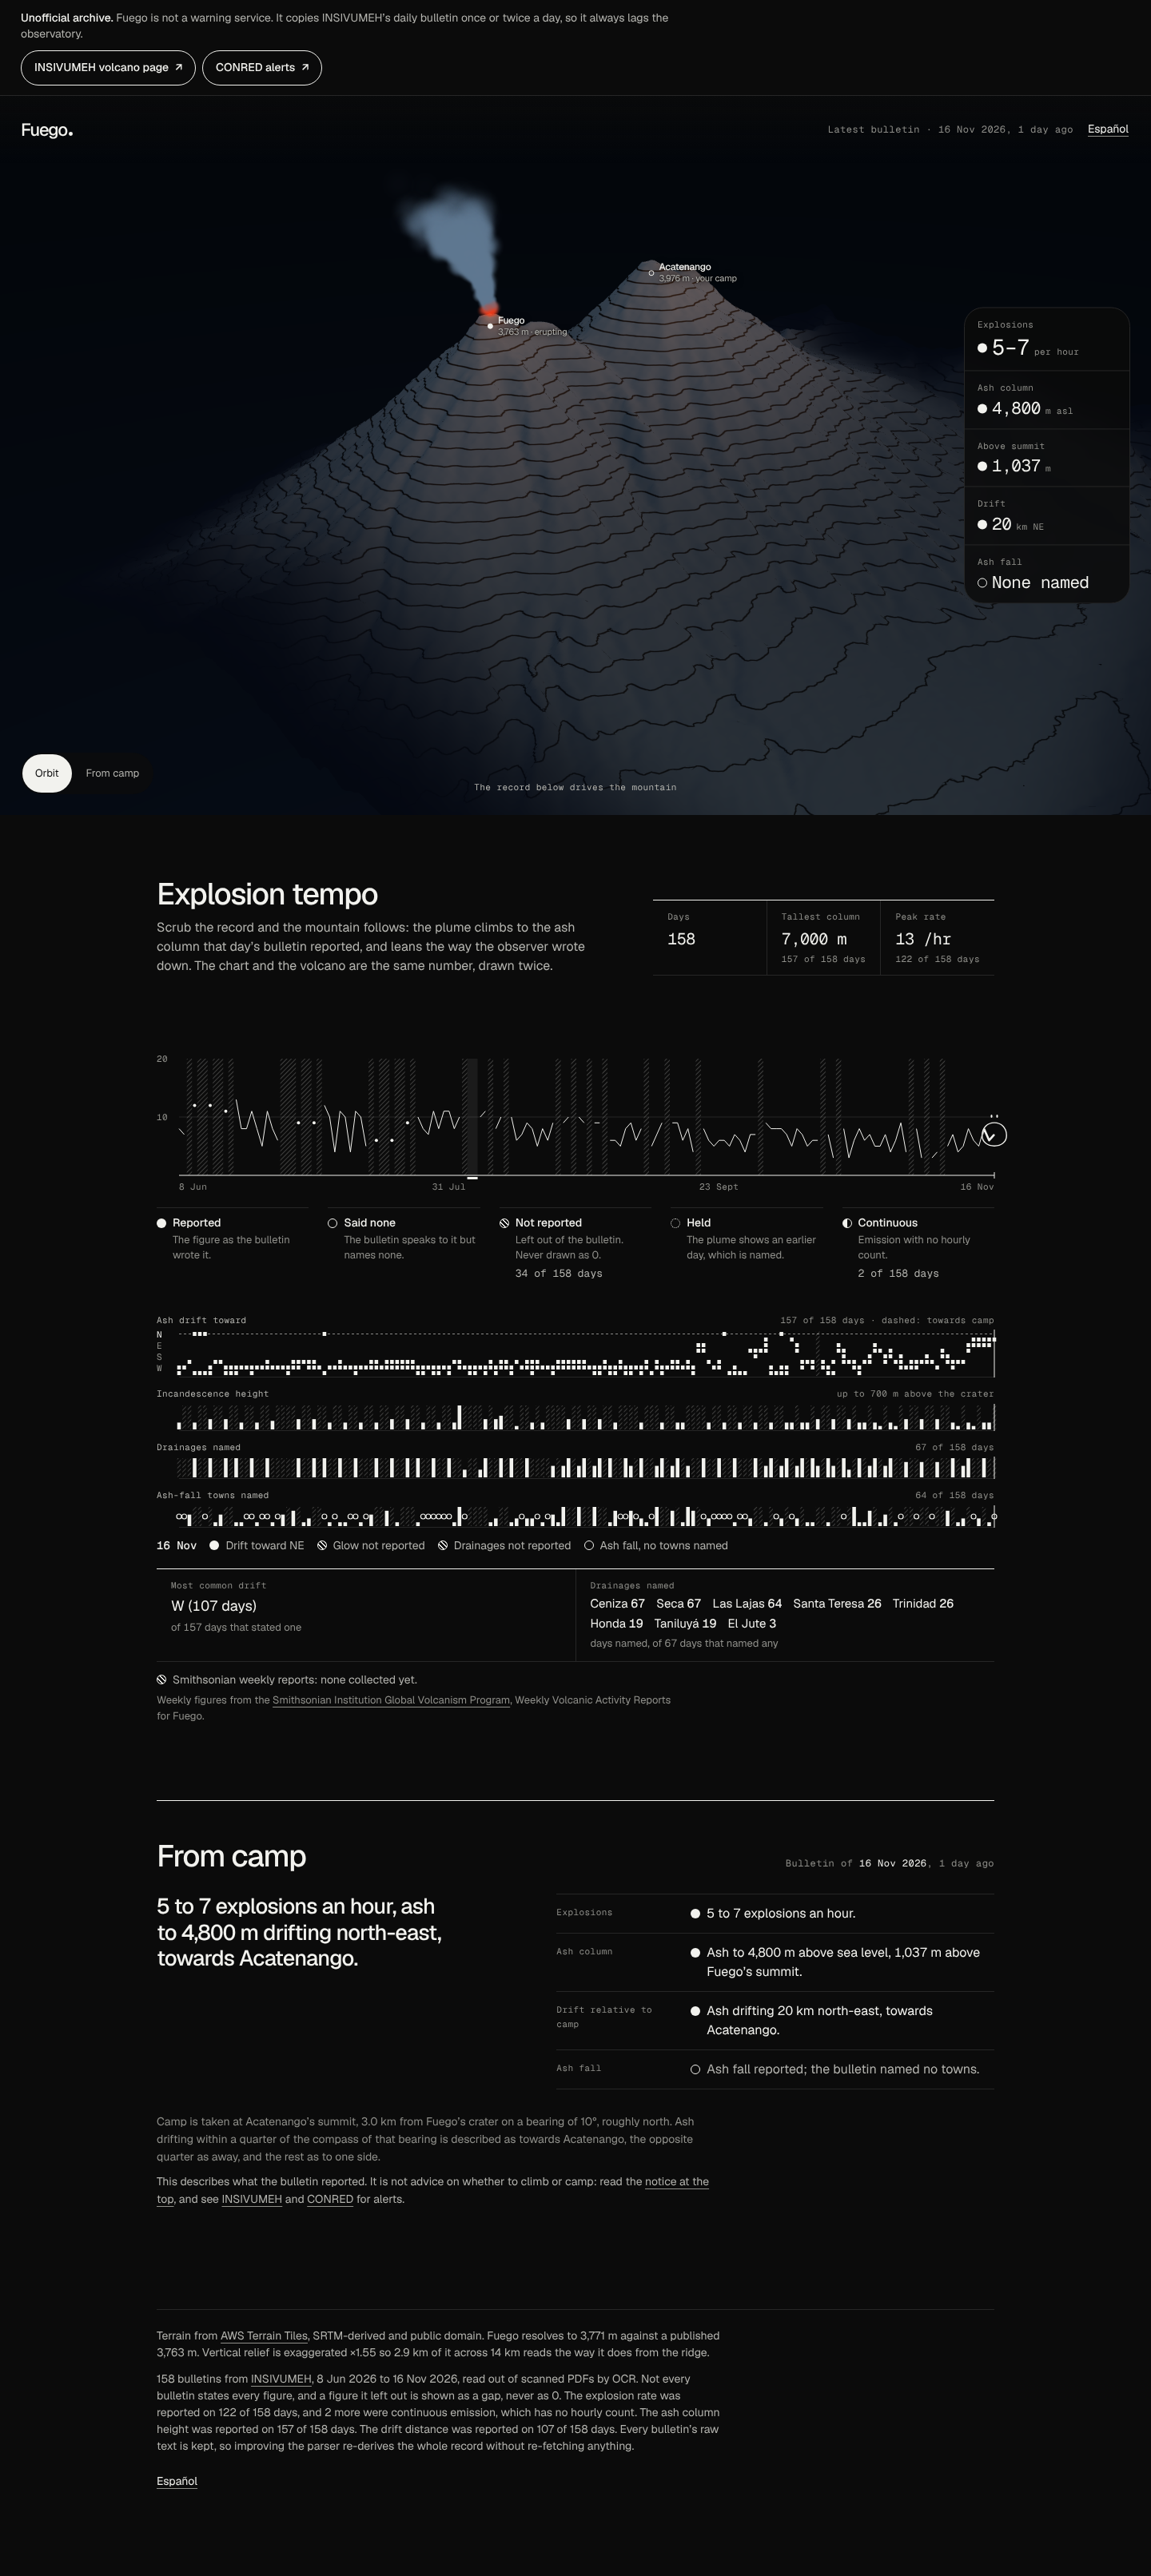 Unofficial archive. Fuego is not a warning service. It copies INSIVUMEH's daily bulletin once or twice a day, so it always lags the
observatory.
INSIVUMEH volcano page ↗
CONRED alerts ↗
Fuego.
Latest bulletin · 16 Nov 2026, 1 day ago
Español
Acatenango
3,976 m · your camp
Fuego
3,763 m · erupting
Explosions
5–7 per hour
Ash column
4,800 m asl
Above summit
1,037 m
Drift
20 km NE
Ash fall
None named
Orbit
From camp
The record below drives the mountain
Explosion tempo
Scrub the record and the mountain follows: the plume climbs to the ash
column that day's bulletin reported, and leans the way the observer wrote
down. The chart and the volcano are the same number, drawn twice.
Days
158
Tallest column
7,000 m
157 of 158 days
Peak rate
13 /hr
122 of 158 days
20
10
8 Jun
31 Jul
23 Sept
16 Nov
Reported
The figure as the bulletin
wrote it.
Said none
The bulletin speaks to it but
names none.
Not reported
Left out of the bulletin.
Never drawn as 0.
34 of 158 days
Held
The plume shows an earlier
day, which is named.
Continuous
Emission with no hourly
count.
2 of 158 days
Ash drift toward
157 of 158 days · dashed: towards camp
N
E
S
W
Incandescence height
up to 700 m above the crater
Drainages named
67 of 158 days
Ash-fall towns named
64 of 158 days
16 Nov
Drift toward NE
Glow not reported
Drainages not reported
Ash fall, no towns named
Most common drift
W (107 days)
of 157 days that stated one
Drainages named
Ceniza 67 Seca 67 Las Lajas 64 Santa Teresa 26 Trinidad 26
Honda 19 Taniluyá 19 El Jute 3
days named, of 67 days that named any
Smithsonian weekly reports: none collected yet.
Weekly figures from the Smithsonian Institution Global Volcanism Program, Weekly Volcanic Activity Reports
for Fuego.
From camp
Bulletin of 16 Nov 2026, 1 day ago
5 to 7 explosions an hour, ash
to 4,800 m drifting north-east,
towards Acatenango.
Explosions
5 to 7 explosions an hour.
Ash column
Ash to 4,800 m above sea level, 1,037 m above
Fuego's summit.
Drift relative to
camp
Ash drifting 20 km north-east, towards
Acatenango.
Ash fall
Ash fall reported; the bulletin named no towns.
Camp is taken at Acatenango's summit, 3.0 km from Fuego's crater on a bearing of 10°, roughly north. Ash
drifting within a quarter of the compass of that bearing is described as towards Acatenango, the opposite
quarter as away, and the rest as to one side.
This describes what the bulletin reported. It is not advice on whether to climb or camp: read the notice at the
top, and see INSIVUMEH and CONRED for alerts.
Terrain from AWS Terrain Tiles, SRTM-derived and public domain. Fuego resolves to 3,771 m against a published
3,763 m. Vertical relief is exaggerated ×1.55 so 2.9 km of it across 14 km reads the way it does from the ridge.
158 bulletins from INSIVUMEH, 8 Jun 2026 to 16 Nov 2026, read out of scanned PDFs by OCR. Not every
bulletin states every figure, and a figure it left out is shown as a gap, never as 0. The explosion rate was
reported on 122 of 158 days, and 2 more were continuous emission, which has no hourly count. The ash column
height was reported on 157 of 158 days. The drift distance was reported on 107 of 158 days. Every bulletin's raw
text is kept, so improving the parser re-derives the whole record without re-fetching anything.
Español